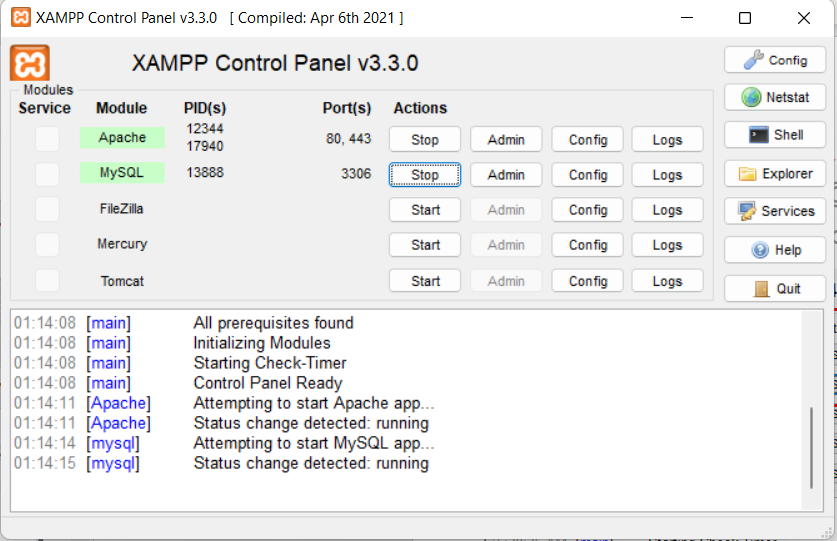 XAMPP Control Panel v3.3.0 [ Compiled: Apr 6th 2021 ]
XAMPP Control Panel v3.3.0
Config
Modules
Service Module PID(s) Port(s) Actions
Netstat
Apache 12344 17940 80, 443 Stop Admin Config Logs
Shell
MySQL 13888 3306 Stop Admin Config Logs
Explorer
FileZilla Start Admin Config Logs
Services
Mercury Start Admin Config Logs
Help
Tomcat Start Admin Config Logs
Quit
01:14:08 [main] All prerequisites found
01:14:08 [main] Initializing Modules
01:14:08 [main] Starting Check-Timer
01:14:08 [main] Control Panel Ready
01:14:11 [Apache] Attempting to start Apache app...
01:14:11 [Apache] Status change detected: running
01:14:14 [mysql] Attempting to start MySQL app...
01:14:15 [mysql] Status change detected: running